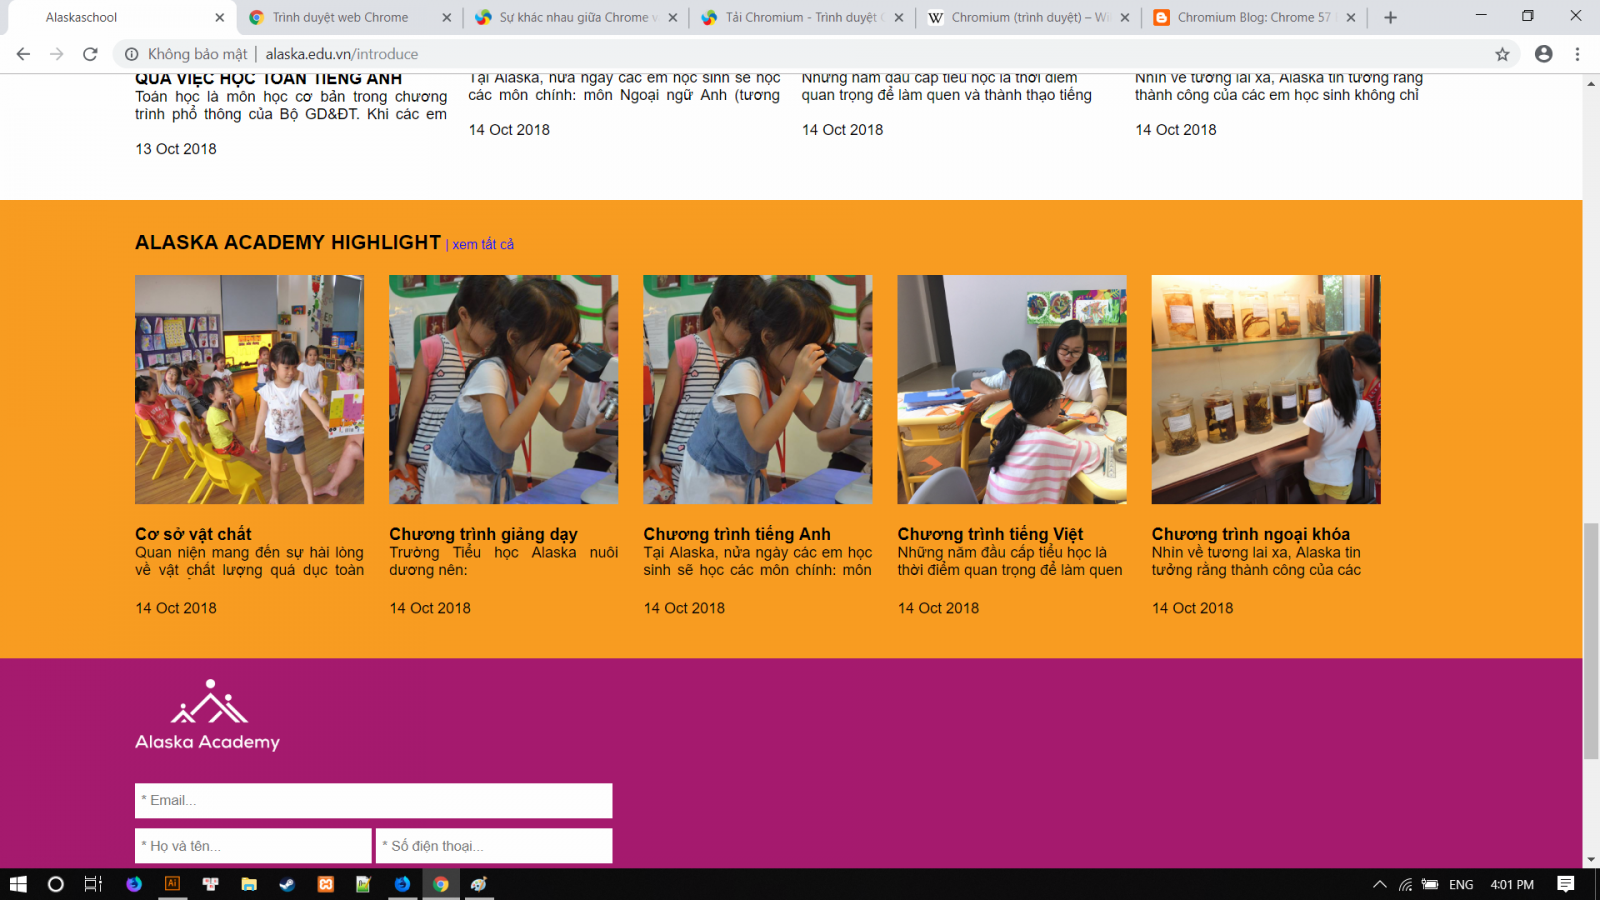 Alaskaschool
Trình duyệt web Chrome
Sự khác nhau giữa Chrome v
Tải Chromium - Trình duyệt
Chromium (trình duyệt) – Wi
Chromium Blog: Chrome 57
Không bảo mật | alaska.edu.vn/introduce
QUA VIỆC HỌC TOÁN TIẾNG ANH
Toán học là môn học cơ bản trong chương
trình phổ thông của Bộ GD&ĐT. Khi các em
13 Oct 2018
Tại Alaska, nửa ngày các em học sinh sẽ học
các môn chính: môn Ngoại ngữ Anh (tương
14 Oct 2018
Những năm đầu cấp tiểu học là thời điểm
quan trọng để làm quen và thành thạo tiếng
14 Oct 2018
Nhìn về tương lai xa, Alaska tin tưởng rằng
thành công của các em học sinh không chỉ
14 Oct 2018
ALASKA ACADEMY HIGHLIGHT | xem tất cả
Cơ sở vật chất
Quan niện mang đến sự hài lòng
về vật chất lượng quá dục toàn
14 Oct 2018
Chương trình giảng dạy
Trường Tiểu học Alaska nuôi
dương nên:
14 Oct 2018
Chương trình tiếng Anh
Tại Alaska, nửa ngày các em học
sinh sẽ học các môn chính: môn
14 Oct 2018
Chương trình tiếng Việt
Những năm đầu cấp tiểu học là
thời điểm quan trọng để làm quen
14 Oct 2018
Chương trình ngoại khóa
Nhìn về tương lai xa, Alaska tin
tưởng rằng thành công của các
14 Oct 2018
Alaska Academy
* Email...
* Họ và tên...
* Số điện thoại...
ENG
4:01 PM